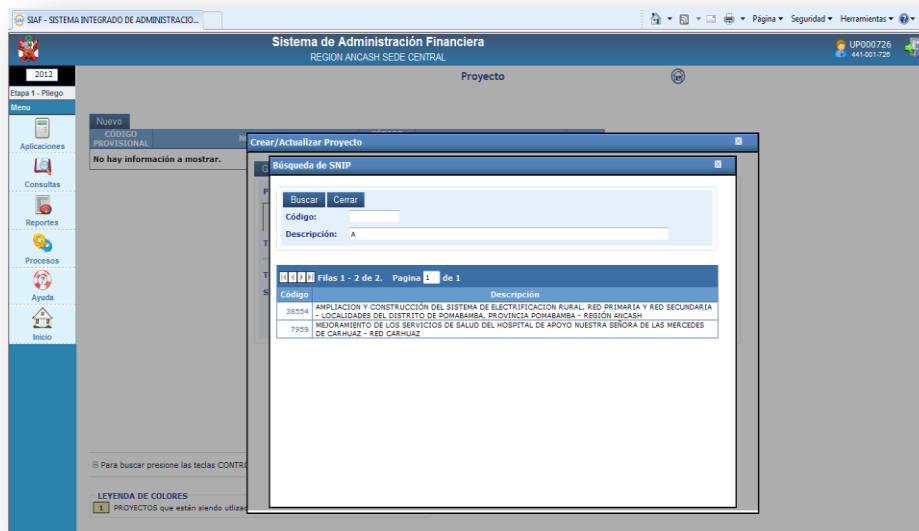 SIAF - SISTEMA INTEGRADO DE ADMINISTRACIO...
Página Seguridad Herramientas
Sistema de Administración Financiera
REGION ANCASH SEDE CENTRAL
UP000726
441-001-726
2012
Proyecto
Etapa 1 - Pliego
Menu
Aplicaciones
Consultas
Reportes
Procesos
Ayuda
Inicio
Nuevo
CÓDIGO
PROVISIONAL
No hay información a mostrar.
Crear/Actualizar Proyecto
Búsqueda de SNIP
Buscar Cerrar
Código:
Descripción: A
Filas 1 - 2 de 2. Pagina 1 de 1
Código Descripción
38554 AMPLIACION Y CONSTRUCCIÓN DEL SISTEMA DE ELECTRIFICACION RURAL, RED PRIMARIA Y RED SECUNDARIA
- LOCALIDADES DEL DISTRITO DE POMABAMBA, PROVINCIA POMABAMBA - REGIÓN ANCASH
7959 MEJORAMIENTO DE LOS SERVICIOS DE SALUD DEL HOSPITAL DE APOYO NUESTRA SEÑORA DE LAS MERCEDES
DE CARHUAZ - RED CARHUAZ
Para buscar presione las teclas CONTRO
LEYENDA DE COLORES
1 PROYECTOS que están siendo utlizac